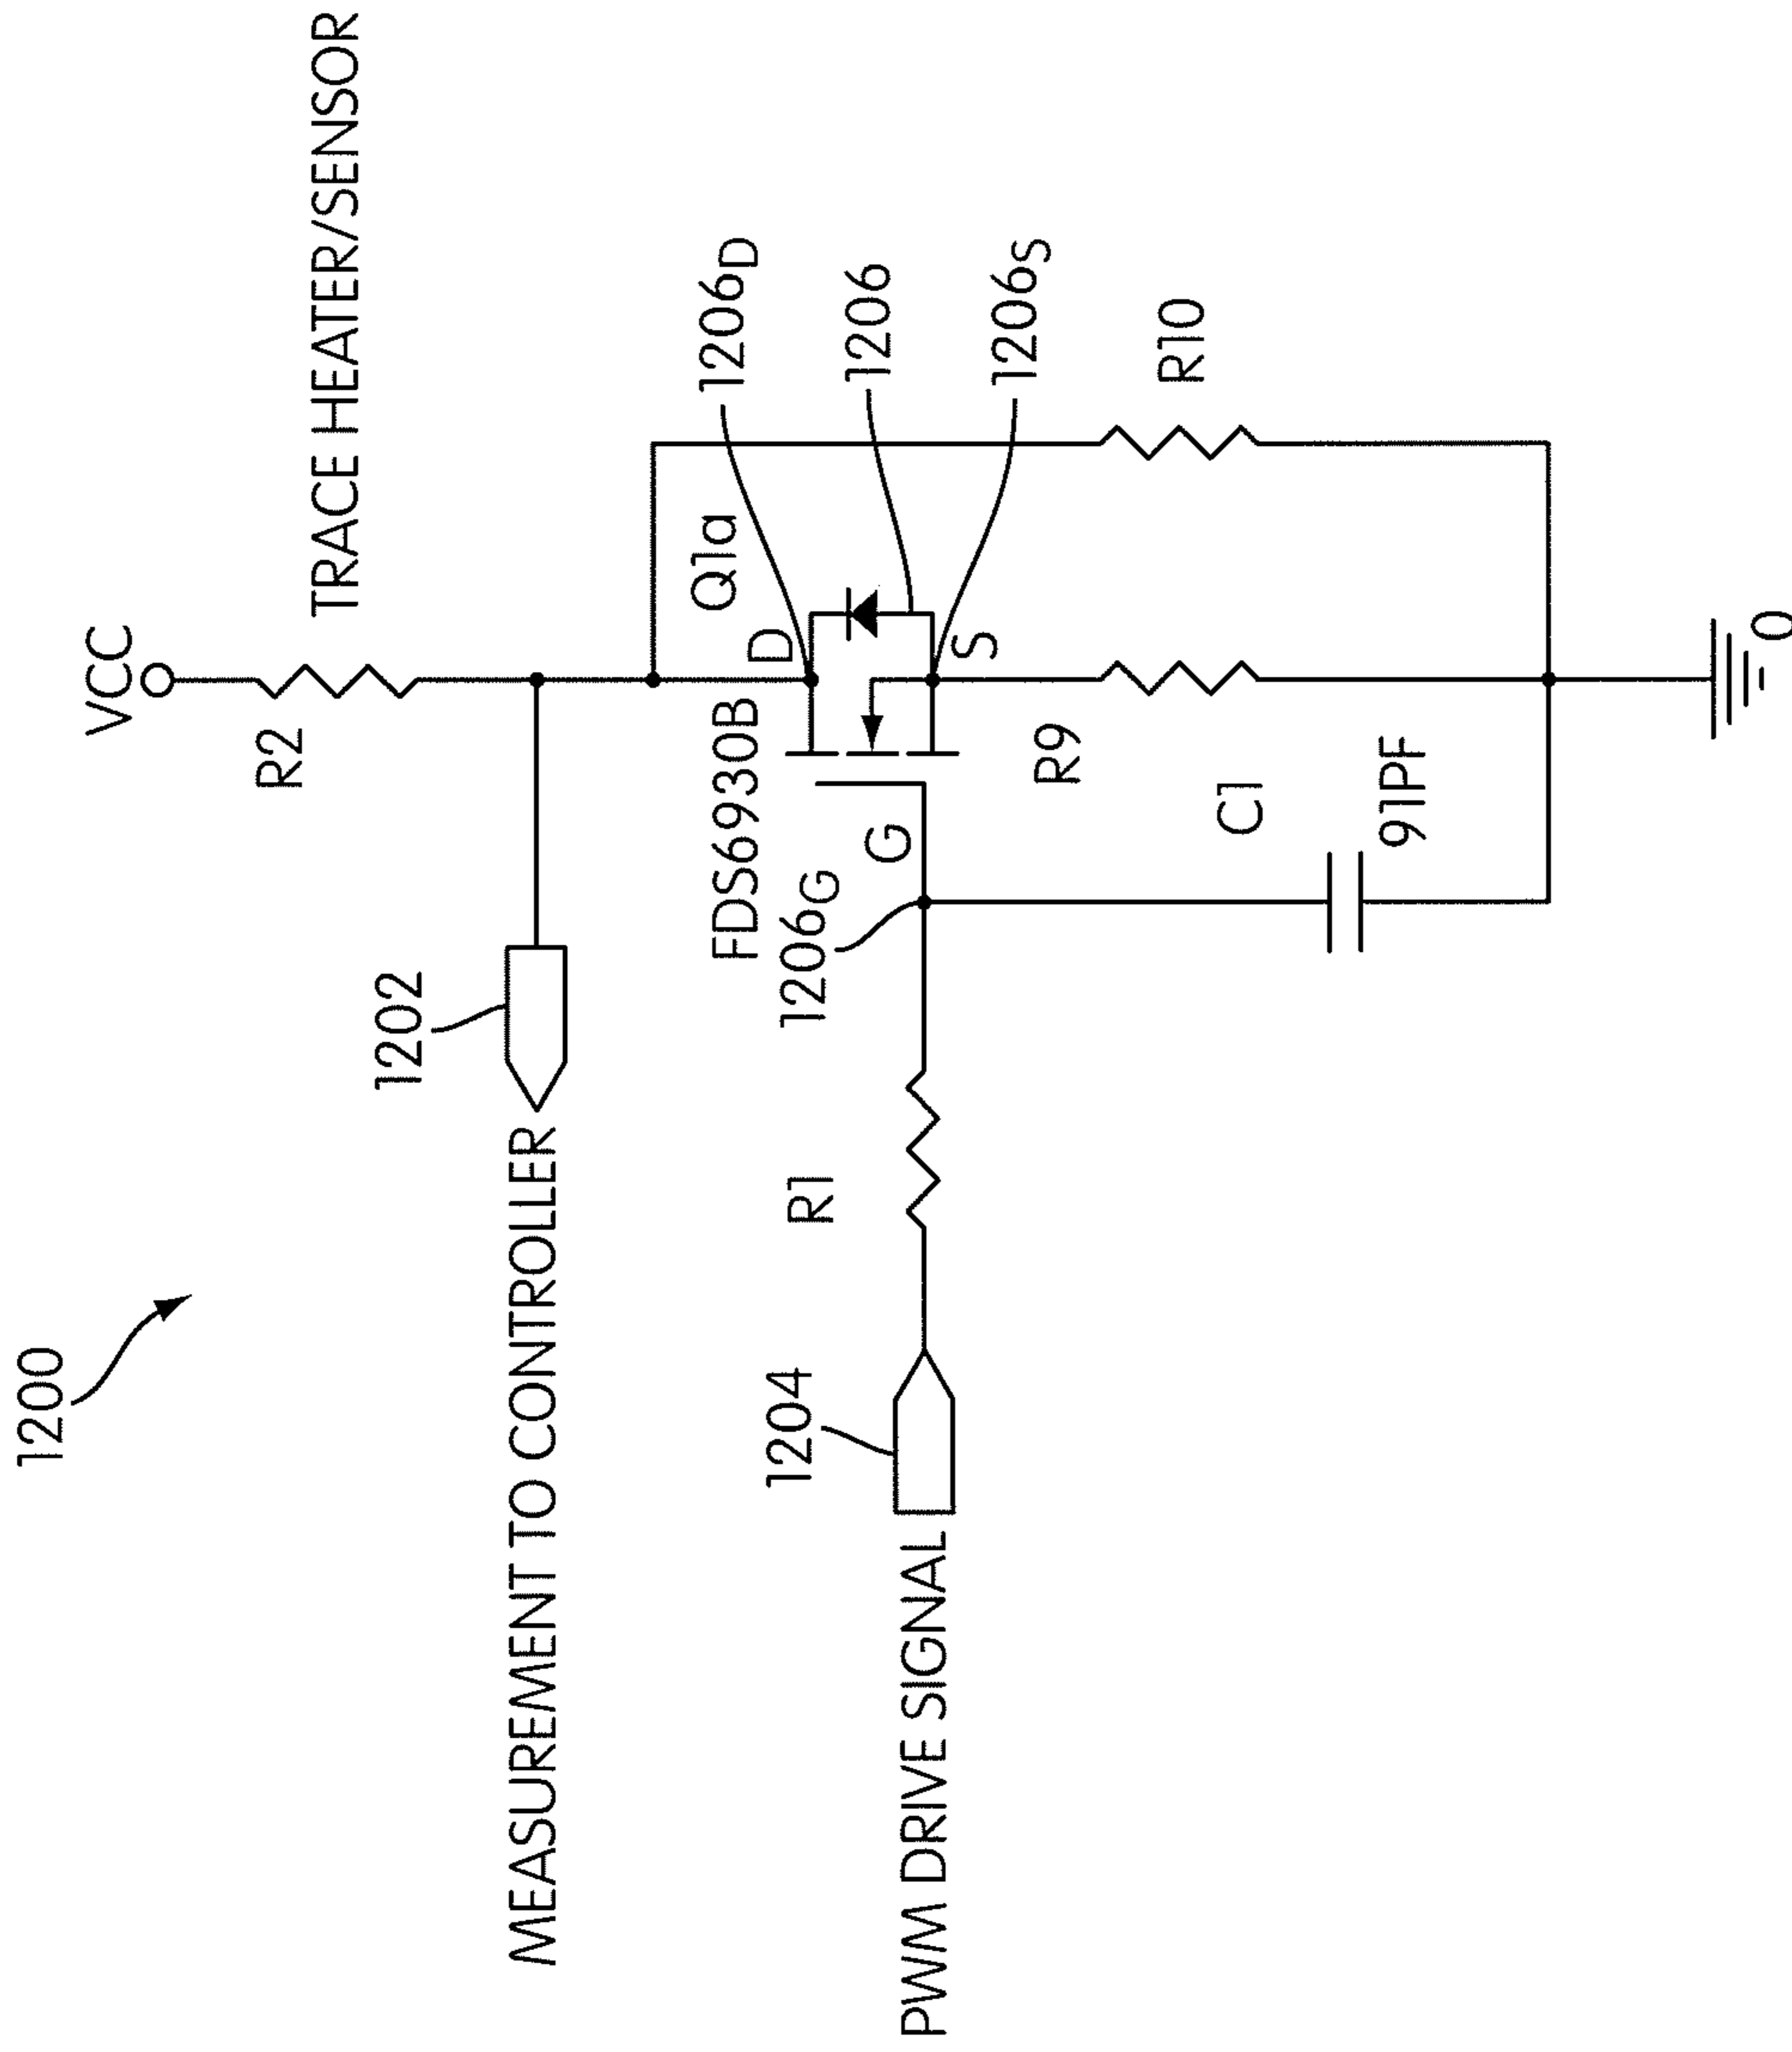 1200
VCC
R2
TRACE HEATER/SENSOR
1202
MEASUREMENT TO CONTROLLER
FDS6930B
Q1a
D
1206D
1206
1206S
S
G
1206G
R1
1204
PWM DRIVE SIGNAL
R9
R10
C1
91PF
0